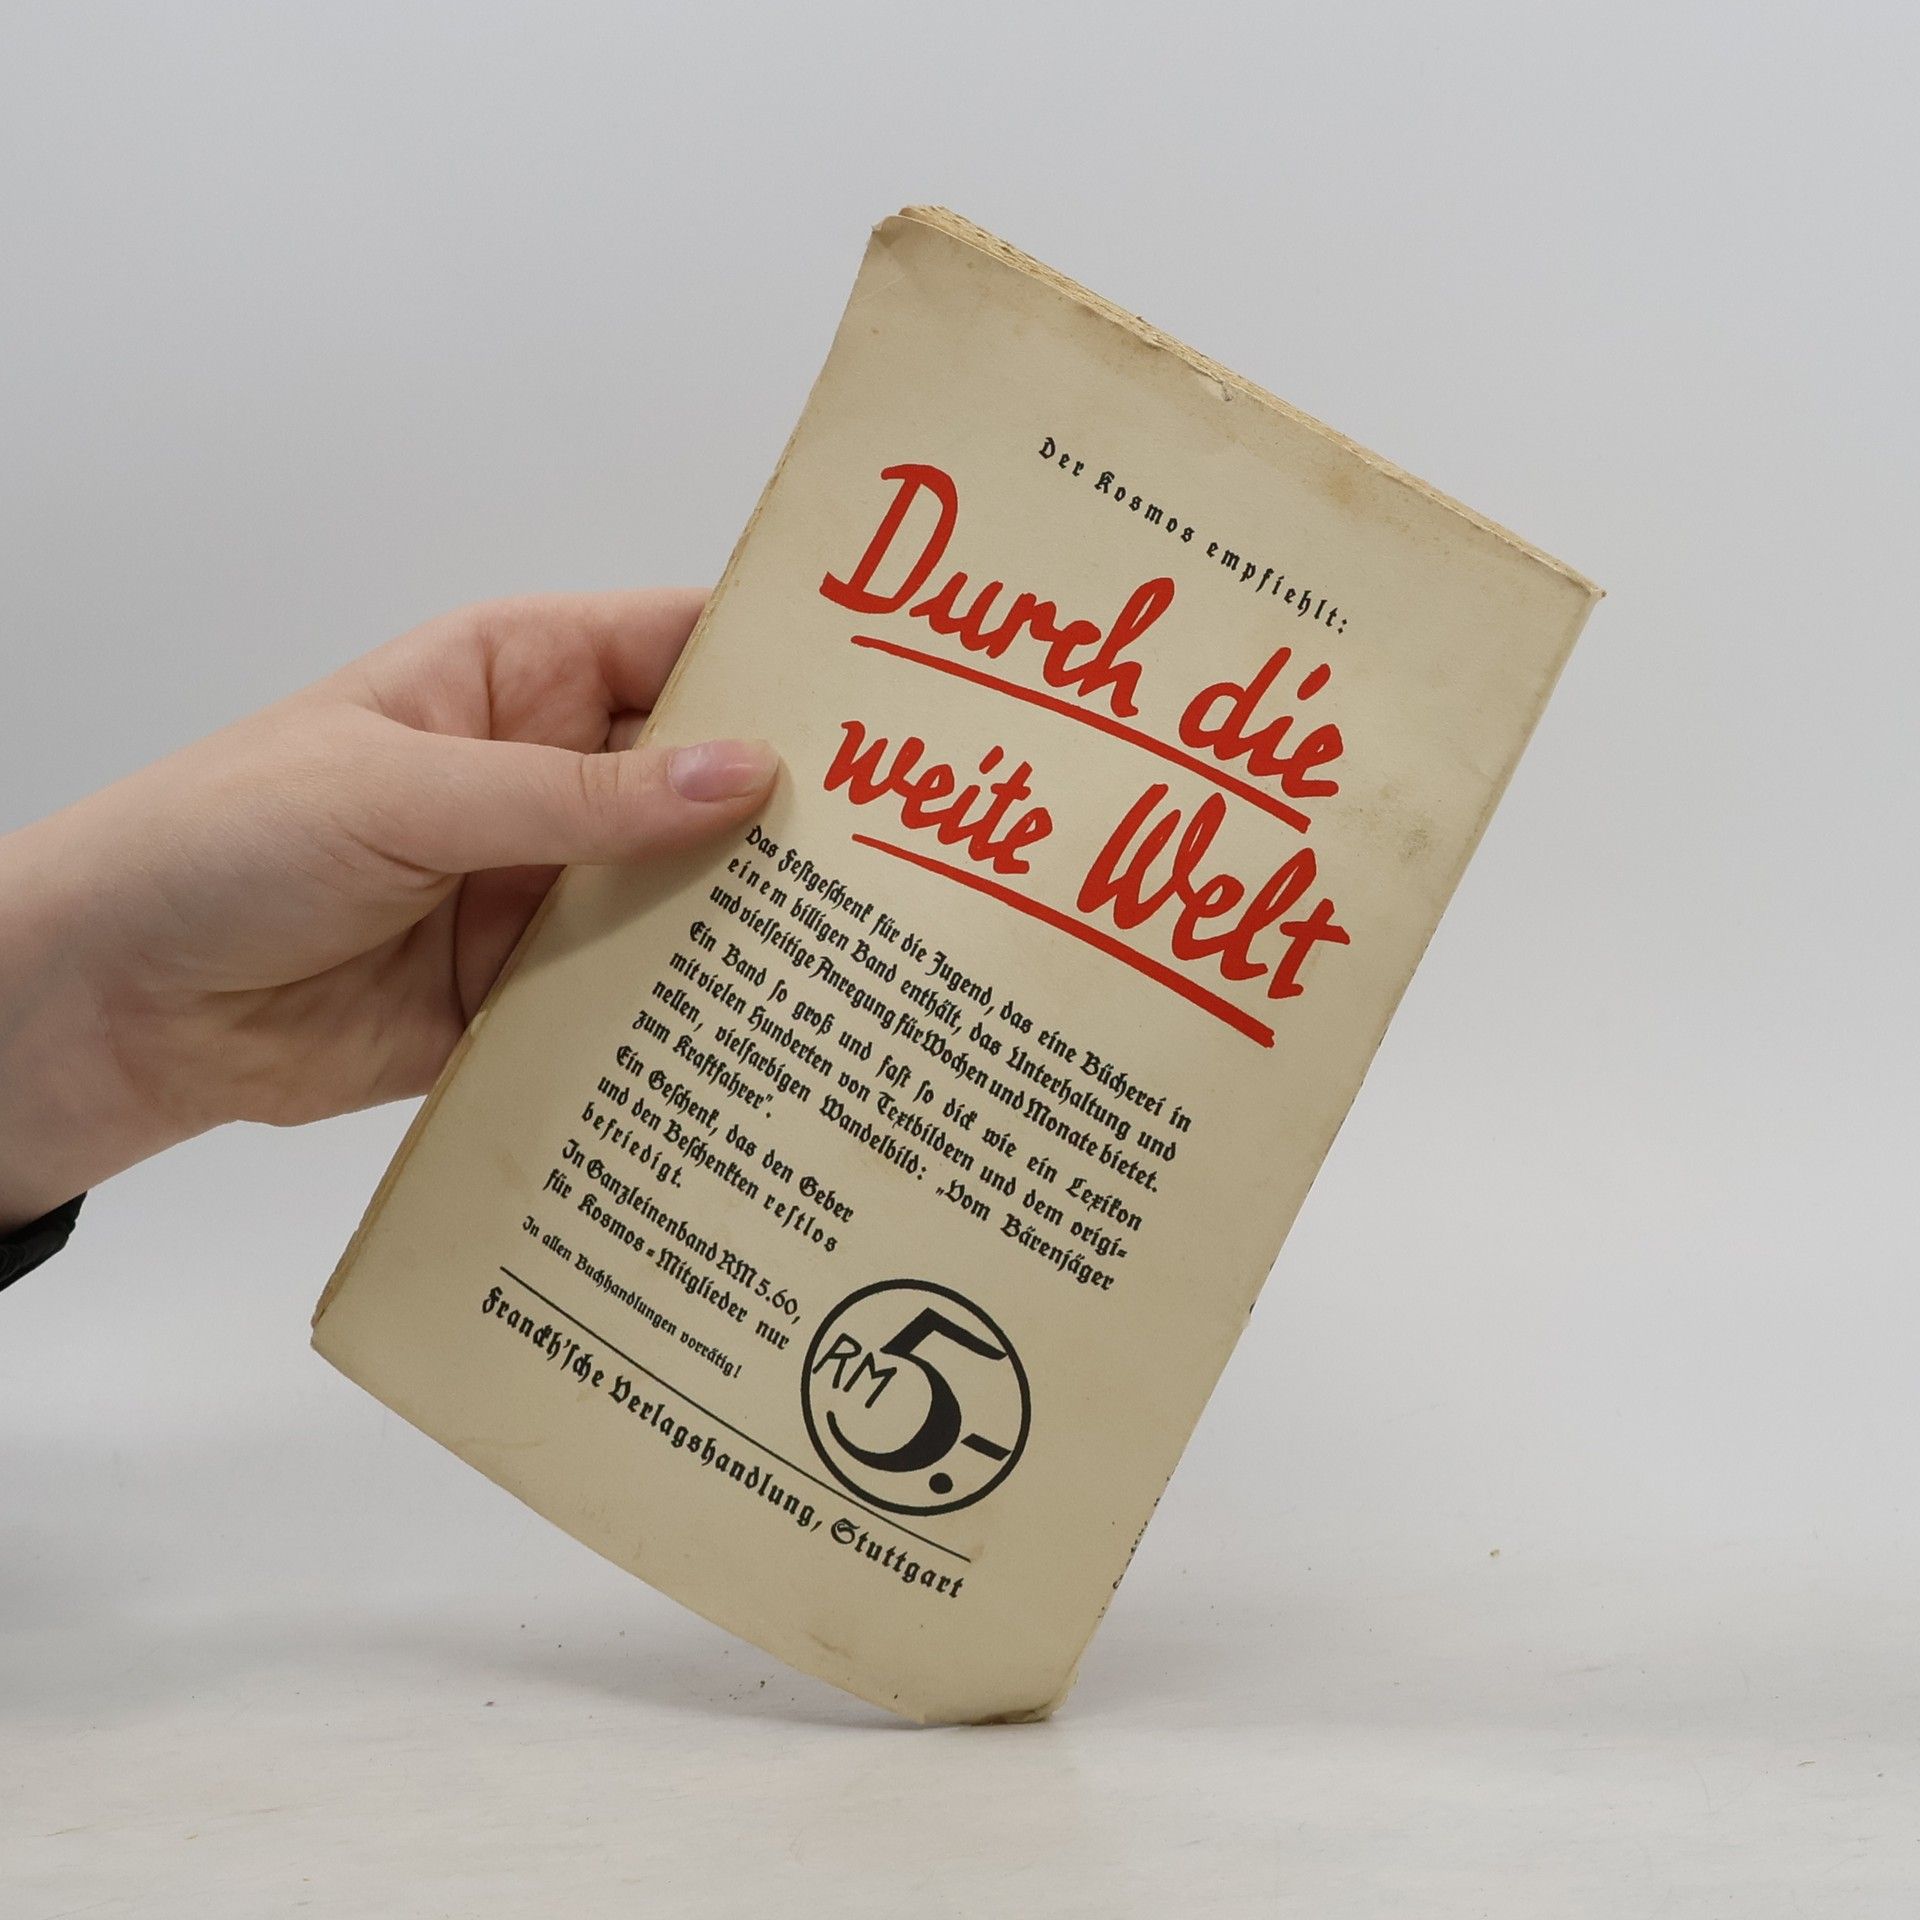 Der Kosmos empfiehlt:
Durch die
weite Welt
Das Festgeschenk für die Jugend, das eine Bücherei in
einem billigen Band enthält, das Unterhaltung und
und vielseitige Anregung für Wochen und Monate bietet.
Ein Band so groß und fast so dick wie ein Lexikon
mit vielen Hunderten von Textbildern und dem origi-
nellen, vielfarbigen Wandelbild: „Vom Bärenjäger
zum Kraftfahrer".
Ein Geschenk, das den Geber
und den Beschenkten restlos
befriedigt.
In Ganzleinenband RM 5.60,
für Kosmos-Mitglieder nur
In allen Buchhandlungen vorrätig!
RM 5.-
Franckh'sche Verlagshandlung, Stuttgart